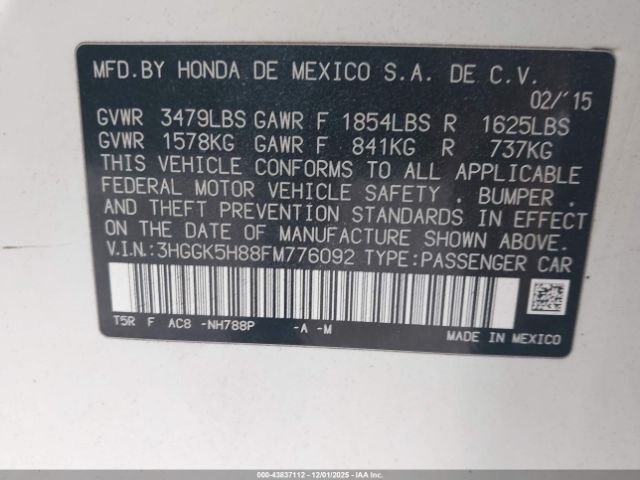 MFD.BY HONDA DE MEXICO S.A. DE C.V.
02/'15
GVWR 3479LBS GAWR F 1854LBS R 1625LBS
GVWR 1578KG GAWR F 841KG R 737KG
THIS VEHICLE CONFORMS TO ALL APPLICABLE
FEDERAL MOTOR VEHICLE SAFETY , BUMPER ,
AND THEFT PREVENTION STANDARDS IN EFFECT
ON THE DATE OF MANUFACTURE SHOWN ABOVE.
V.I.N.:3HGGK5H88FM776092 TYPE:PASSENGER CAR
T5R F AC8 -NH788P -A -M
MADE IN MEXICO
000-43837112 - 12/01/2025 - IAAI.COM